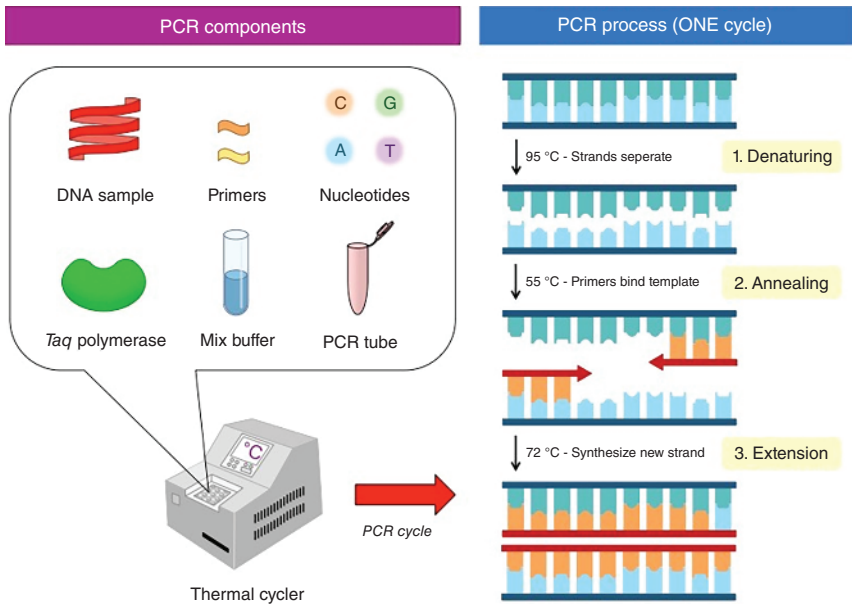 PCR components
C G
A T
DNA sample
Primers
Nucleotides
Taq polymerase
Mix buffer
PCR tube
°C
Thermal cycler
PCR cycle
PCR process (ONE cycle)
95 °C - Strands seperate
1. Denaturing
55 °C - Primers bind template
2. Annealing
72 °C - Synthesize new strand
3. Extension